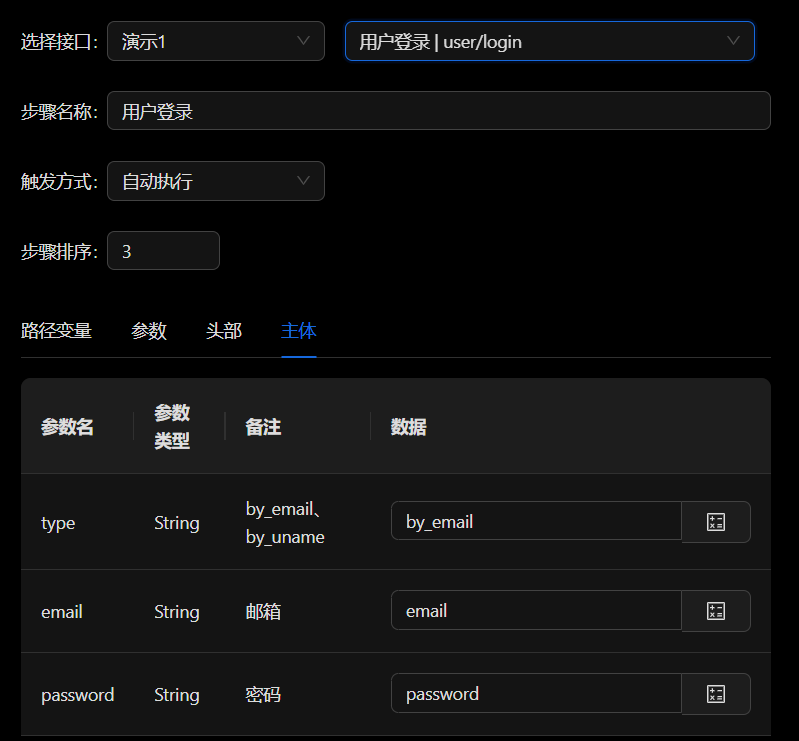 选择接口: 演示1 用户登录 | user/login
步骤名称: 用户登录
触发方式: 自动执行
步骤排序: 3
路径变量 参数 头部 主体
参数名 参数类型 备注 数据
type String by_email、by_uname by_email
email String 邮箱 email
password String 密码 password